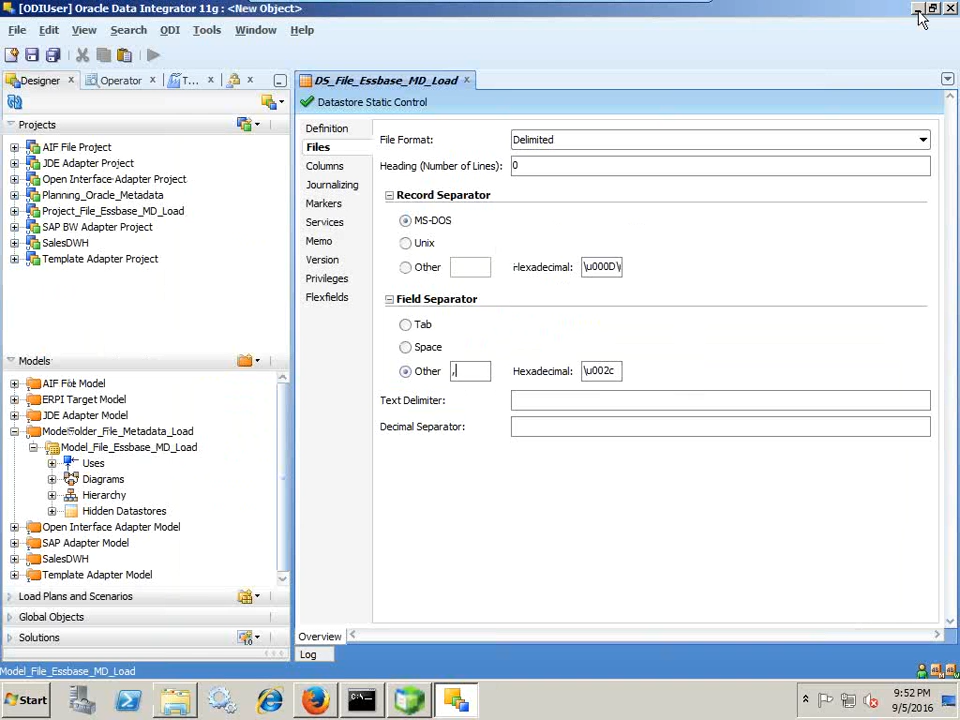 [ODIUser] Oracle Data Integrator 11g : <New Object>
File Edit View Search ODI Tools Window Help
Designer Operator T...
DS_File_Essbase_MD_Load
Datastore Static Control
Projects
AIF File Project
JDE Adapter Project
Open Interface Adapter Project
Planning_Oracle_Metadata
Project_File_Essbase_MD_Load
SAP BW Adapter Project
SalesDWH
Template Adapter Project
Models
AIF File Model
ERPI Target Model
JDE Adapter Model
ModelFolder_File_Metadata_Load
Model_File_Essbase_MD_Load
Uses
Diagrams
Hierarchy
Hidden Datastores
Open Interface Adapter Model
SAP Adapter Model
SalesDWH
Template Adapter Model
Load Plans and Scenarios
Global Objects
Solutions
Definition
Files
Columns
Journalizing
Markers
Services
Memo
Version
Privileges
Flexfields
File Format: Delimited
Heading (Number of Lines): 0
Record Separator
MS-DOS
Unix
Other Hexadecimal: \u000D\
Field Separator
Tab
Space
Other , Hexadecimal: \u002c
Text Delimiter:
Decimal Separator:
Overview
Log
Model_File_Essbase_MD_Load
Start
9:52 PM
9/5/2016